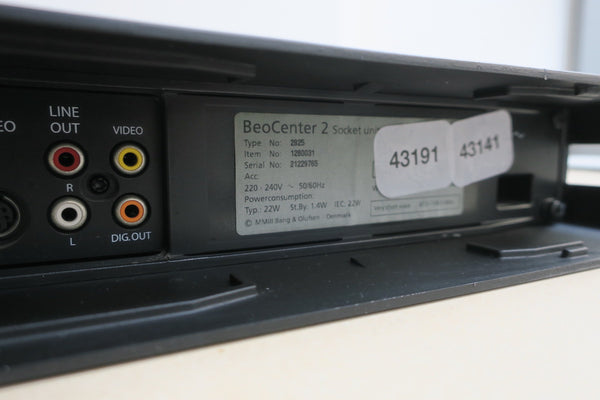 EO
LINE
OUT
VIDEO
R
L
DIG.OUT
BeoCenter 2 Socket unit
Type No: 2925
Item No: 1280031
Serial No: 21229765
Acc:
220 - 240V ~ 50/60Hz
Powerconsumption:
Typ.: 22W St.By: 1.4W IEC: 22W
© MMIII Bang & Olufsen Denmark
43191
43141